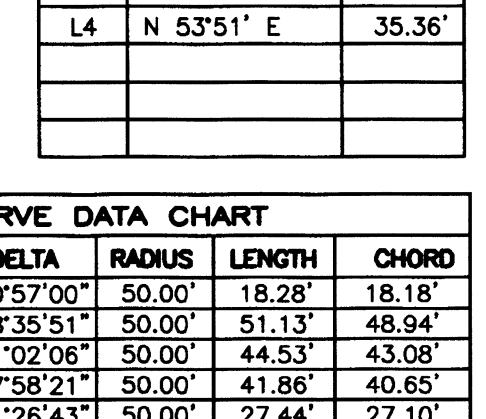 L4 N 53°51' E 35.36'
RVE DATA CHART
DELTA RADIUS LENGTH CHORD
°57'00" 50.00' 18.28' 18.18'
°35'51" 50.00' 51.13' 48.94'
°02'06" 50.00' 44.53' 43.08'
°58'21" 50.00' 41.86' 40.65'
°26'43" 50.00' 27.44' 27.10'